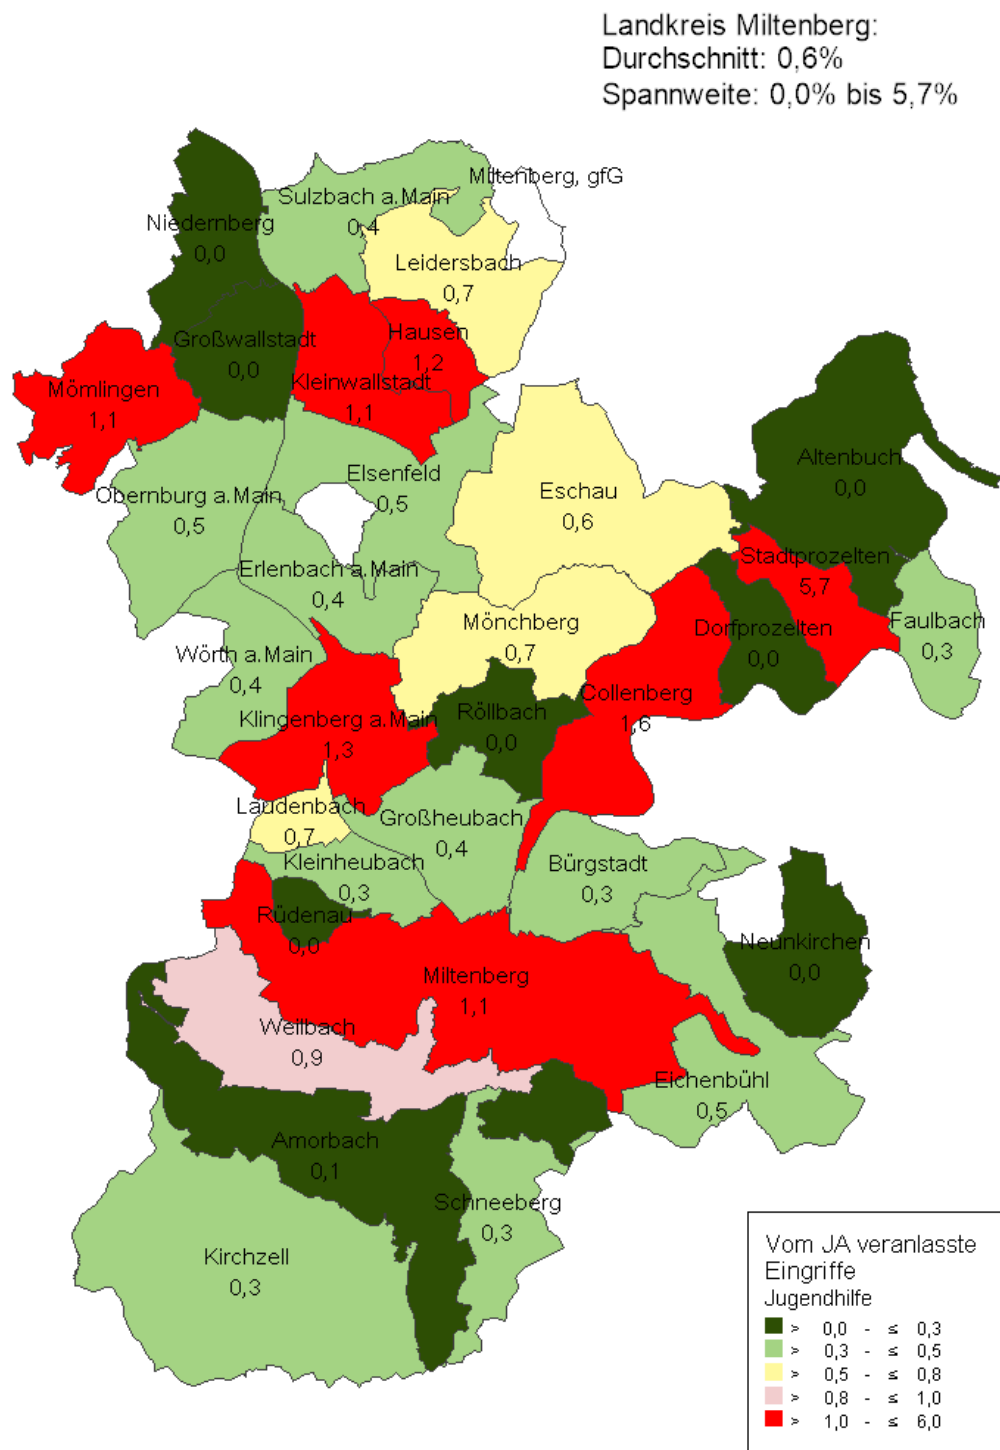 Landkreis Miltenberg:
Durchschnitt: 0,6%
Spannweite: 0,0% bis 5,7%
Miltenberg, gfG
Sulzbach a.Main
0,4
Niedernberg
0,0
Leidersbach
0,7
Großwallstadt
0,0
Hausen
1,2
Kleinwallstadt
1,1
Mömlingen
1,1
Altenbuch
0,0
Elsenfeld
0,5
Obernburg a.Main
0,5
Eschau
0,6
Stadtprozelten
5,7
Erlenbach a.Main
0,4
Faulbach
0,3
Mönchberg
0,7
Dorfprozelten
0,0
Wörth a.Main
0,4
Collenberg
1,6
Klingenberg a.Main
1,3
Röllbach
0,0
Laudenbach
0,7
Großheubach
0,4
Kleinheubach
0,3
Bürgstadt
0,3
Rüdenau
0,0
Neunkirchen
0,0
Miltenberg
1,1
Weilbach
0,9
Eichenbühl
0,5
Amorbach
0,1
Schneeberg
0,3
Kirchzell
0,3
Vom JA veranlasste
Eingriffe
Jugendhilfe
> 0,0 - ≤ 0,3
> 0,3 - ≤ 0,5
> 0,5 - ≤ 0,8
> 0,8 - ≤ 1,0
> 1,0 - ≤ 6,0